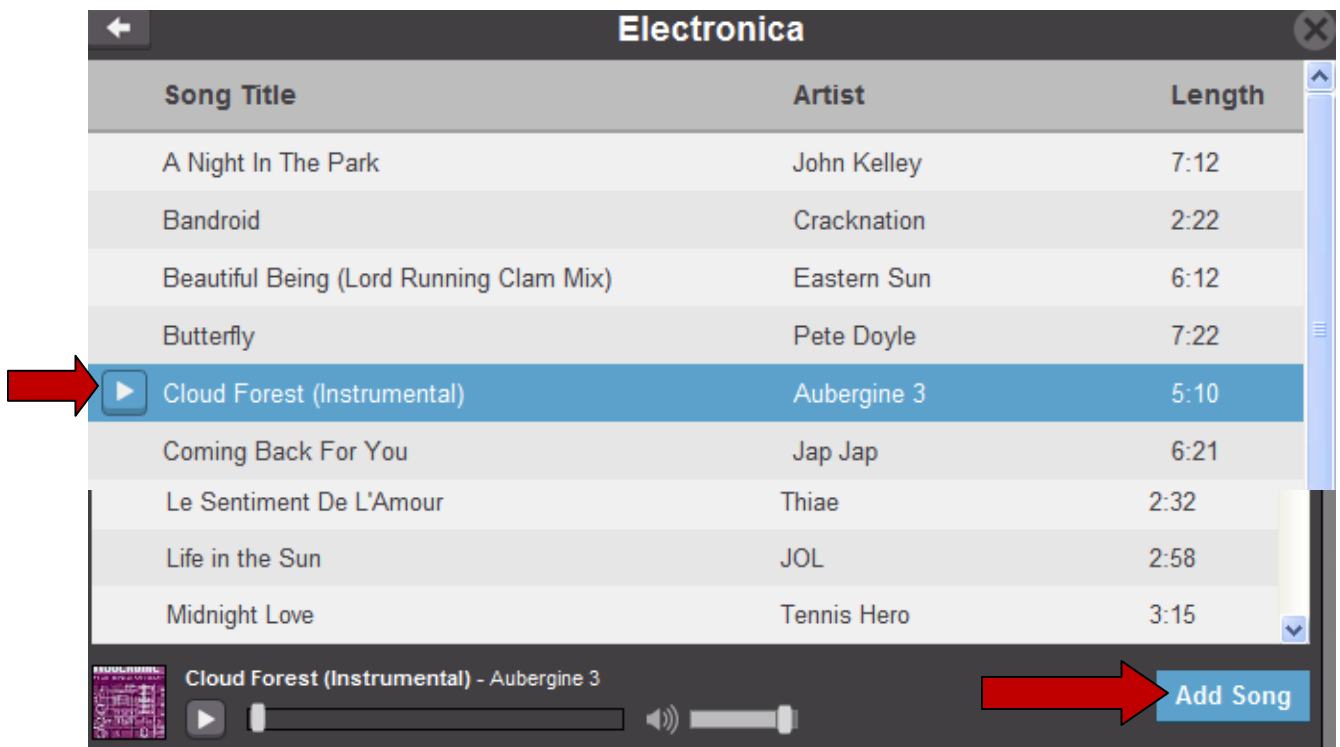 Electronica
Song Title Artist Length
A Night In The Park John Kelley 7:12
Bandroid Cracknation 2:22
Beautiful Being (Lord Running Clam Mix) Eastern Sun 6:12
Butterfly Pete Doyle 7:22
Cloud Forest (Instrumental) Aubergine 3 5:10
Coming Back For You Jap Jap 6:21
Le Sentiment De L'Amour Thiae 2:32
Life in the Sun JOL 2:58
Midnight Love Tennis Hero 3:15
Cloud Forest (Instrumental) - Aubergine 3
Add Song